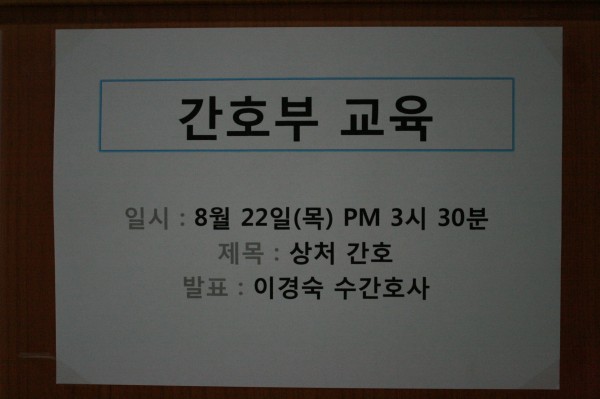 간호부 교육
일시 : 8월 22일(목) PM 3시 30분
제목 : 상처 간호
발표 : 이경숙 수간호사